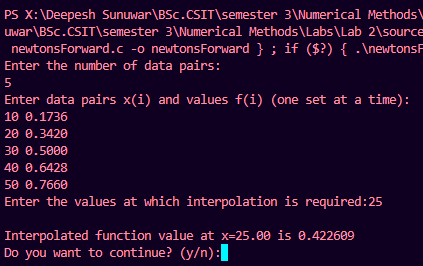 PS X:\Deepesh Sunuwar\BSc.CSIT\semester 3\Numerical Methods\
uwar\BSc.CSIT\semester 3\Numerical Methods\Labs\Lab 2\source
newtonsForward.c -o newtonsForward } ; if ($?) { .\newtonsF
Enter the number of data pairs:
5
Enter data pairs x(i) and values f(i) (one set at a time):
10 0.1736
20 0.3420
30 0.5000
40 0.6428
50 0.7660
Enter the values at which interpolation is required:25
Interpolated function value at x=25.00 is 0.422609
Do you want to continue? (y/n):